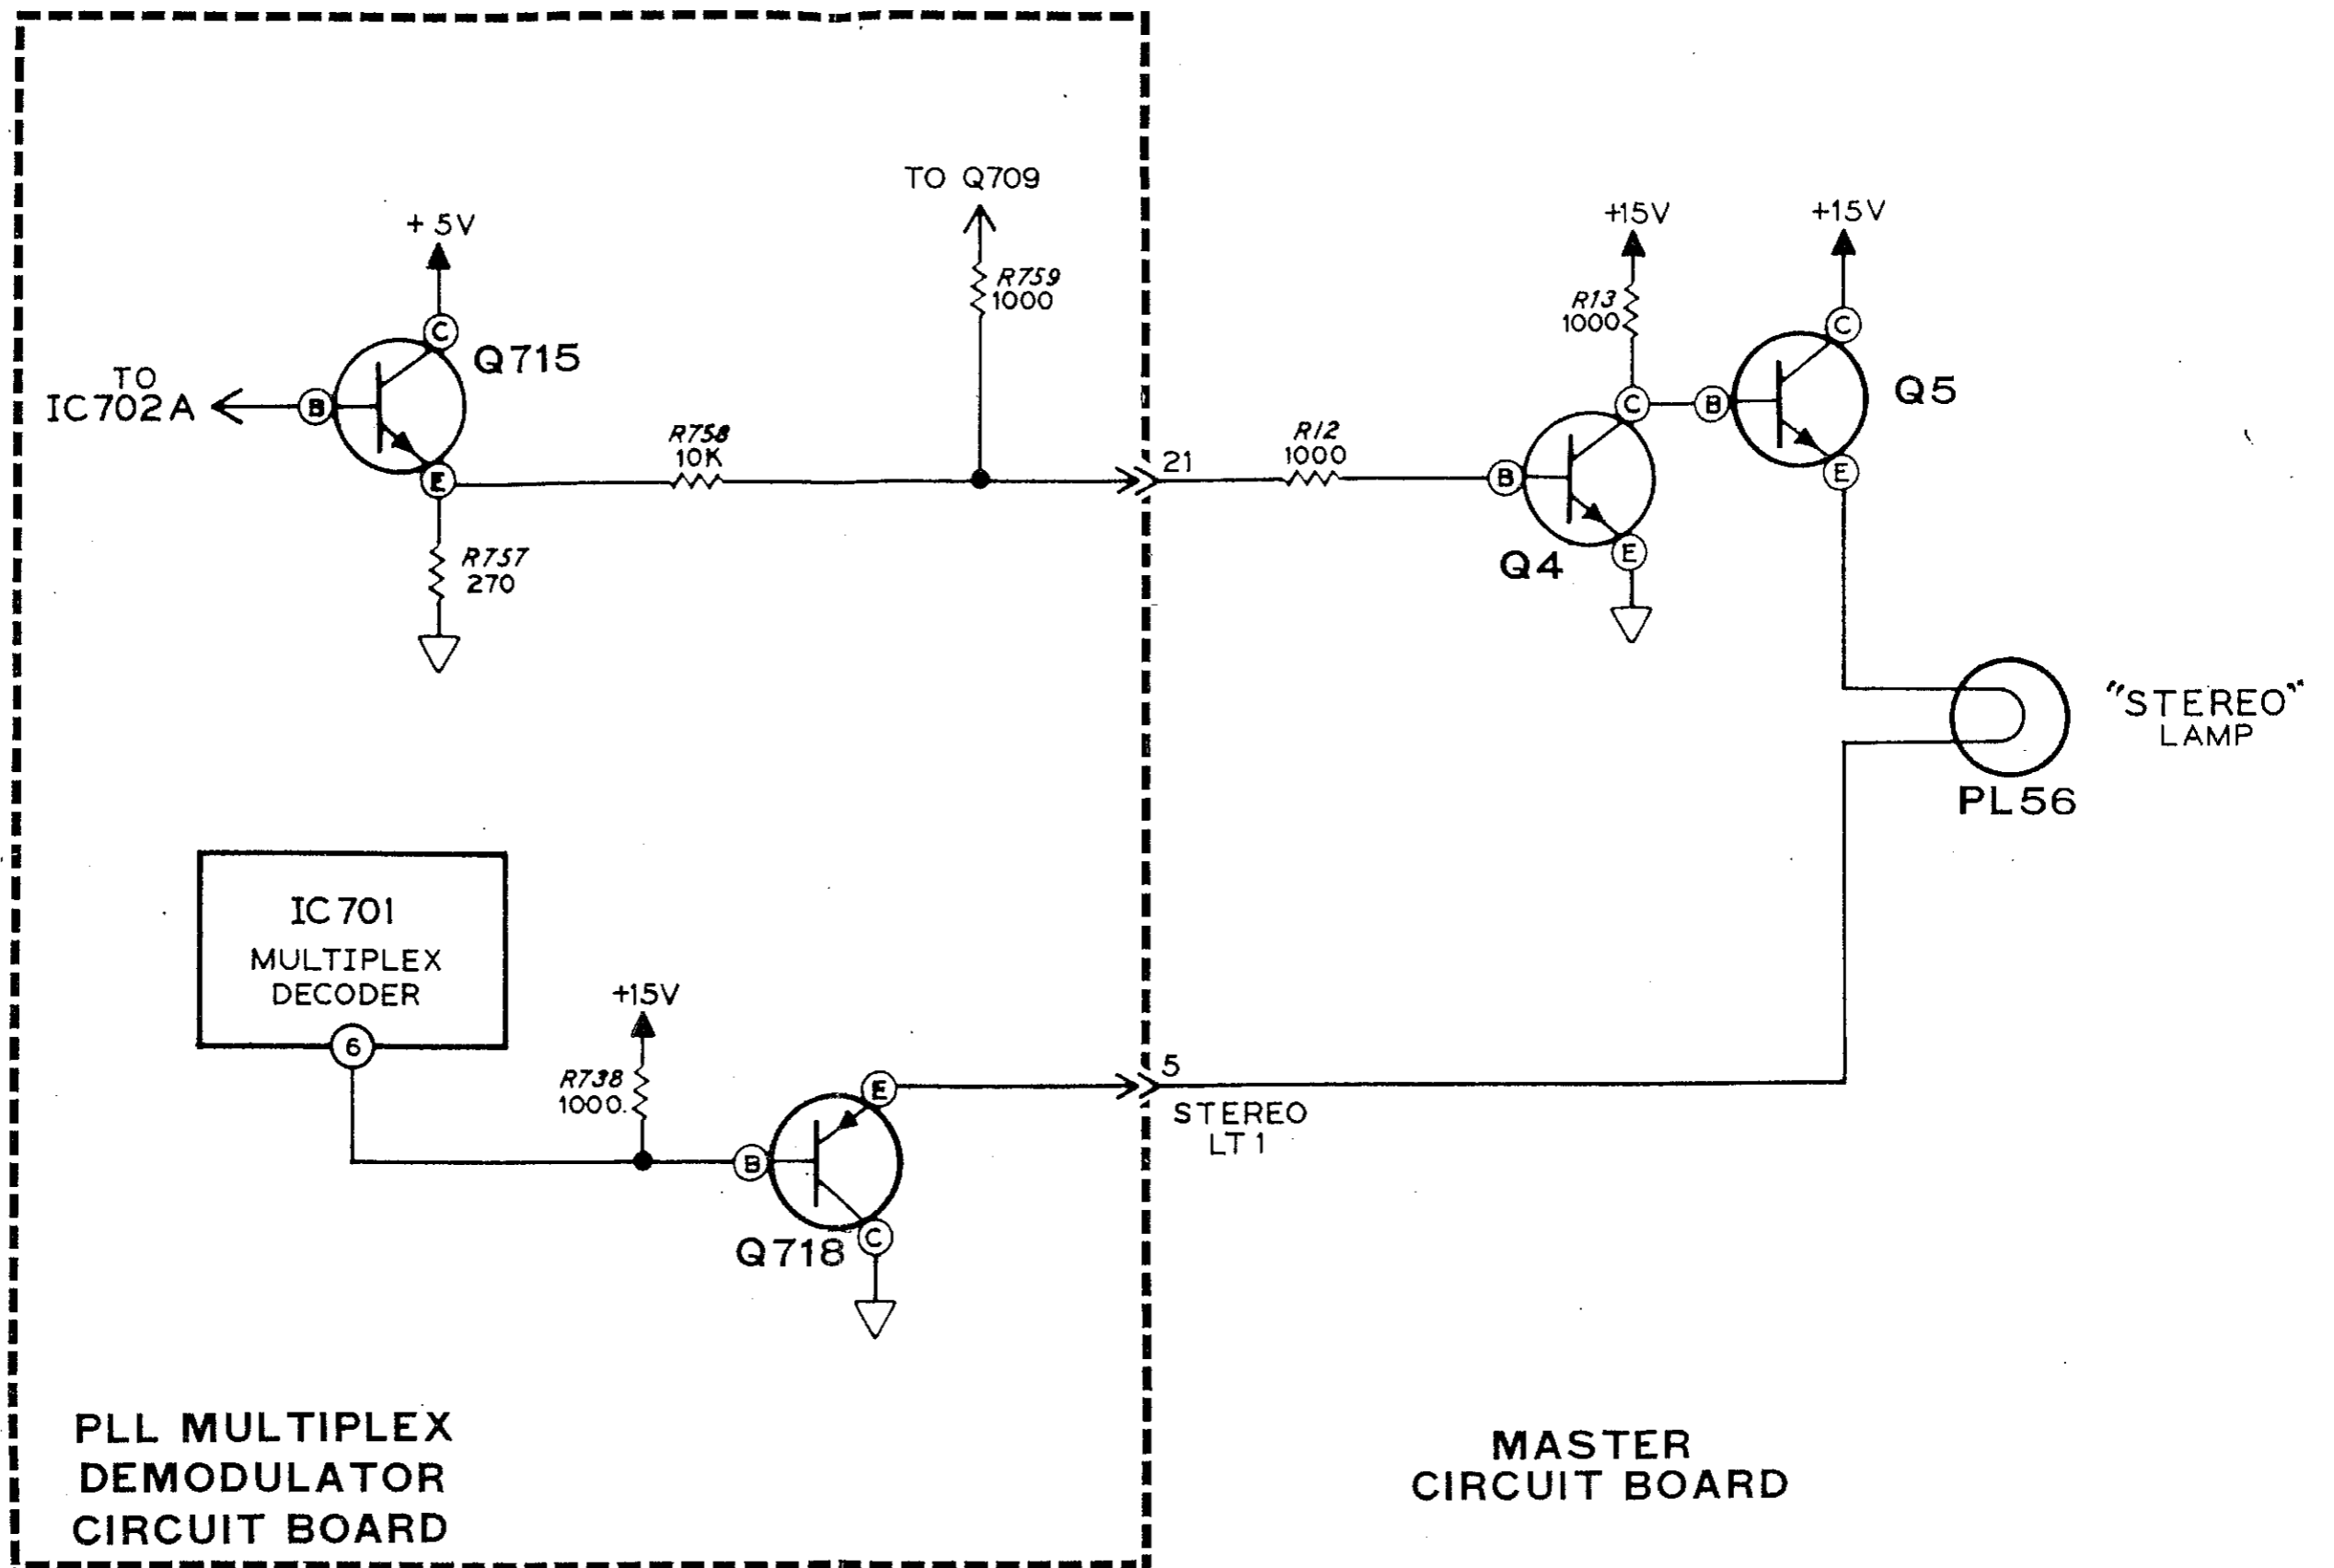 TO Q709
+ 5V
+15V
+15V
R759
1000
R13
1000
C
C
Q715
TO
IC702A
B
C
B
Q5
R758
10K
R12
1000
21
E
B
E
R757
270
Q4
E
"STEREO"
LAMP
PL56
IC701
MULTIPLEX
DECODER
6
+15V
R738
1000
E
5
STEREO
LT1
B
Q718
C
PLL MULTIPLEX
DEMODULATOR
CIRCUIT BOARD
MASTER
CIRCUIT BOARD